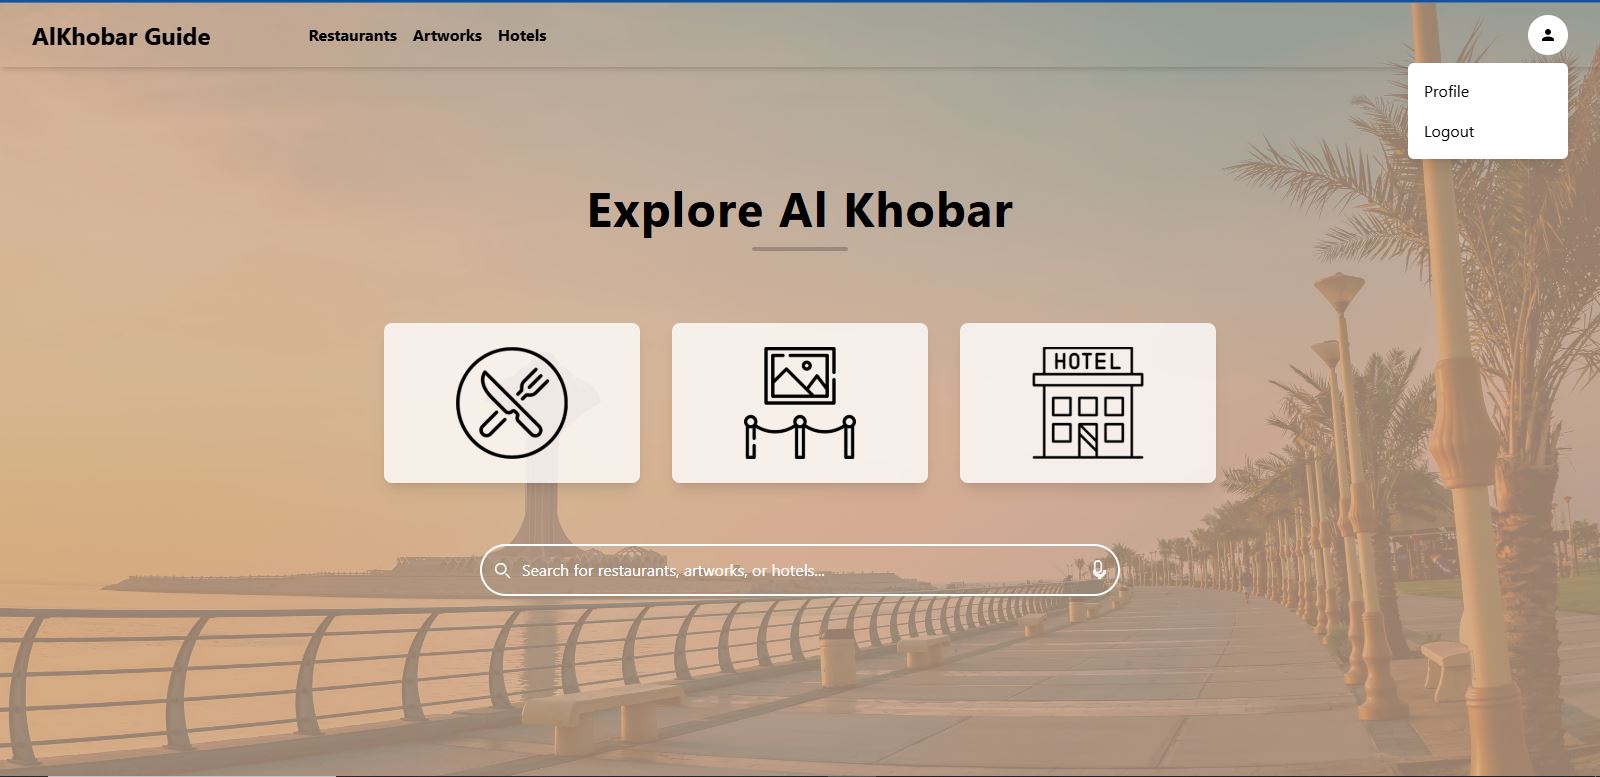 AlKhobar Guide
Restaurants Artworks Hotels
Profile
Logout
Explore Al Khobar
HOTEL
Search for restaurants, artworks, or hotels...